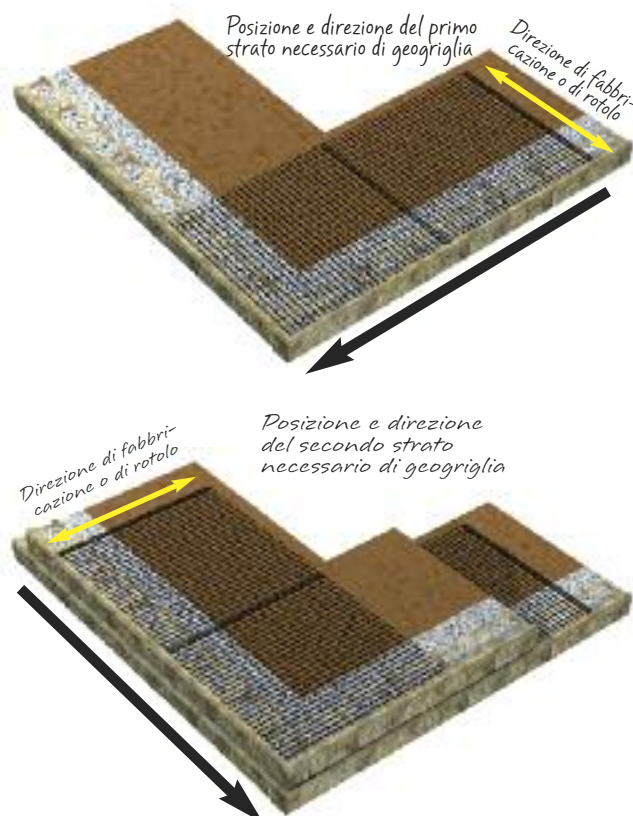 Posizione e direzione del primo
strato necessario di geogriglia
Direzione di fabbri-
cazione o di rotolo
Posizione e direzione
del secondo strato
necessario di geogriglia
Direzione di fabbri-
cazione o di rotolo